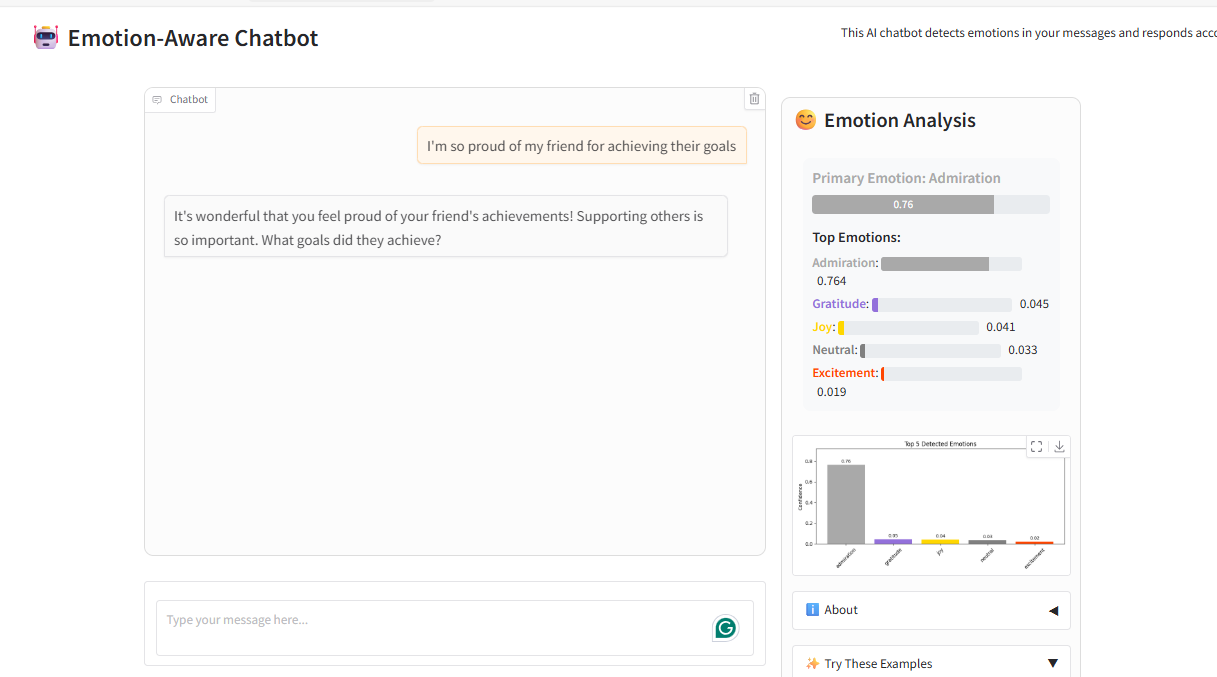 Emotion-Aware Chatbot
This AI chatbot detects emotions in your messages and responds
Chatbot
I'm so proud of my friend for achieving their goals
It's wonderful that you feel proud of your friend's achievements! Supporting others is
so important. What goals did they achieve?
Type your message here...
Emotion Analysis
Primary Emotion: Admiration
0.76
Top Emotions:
Admiration:
0.764
Gratitude: 0.045
Joy: 0.041
Neutral: 0.033
Excitement:
0.019
Top 5 Detected Emotions
Confidence
0.8
0.6
0.4
0.2
0.0
0.76
0.05
0.04
0.03
0.02
admiration
gratitude
joy
neutral
excitement
About
Try These Examples